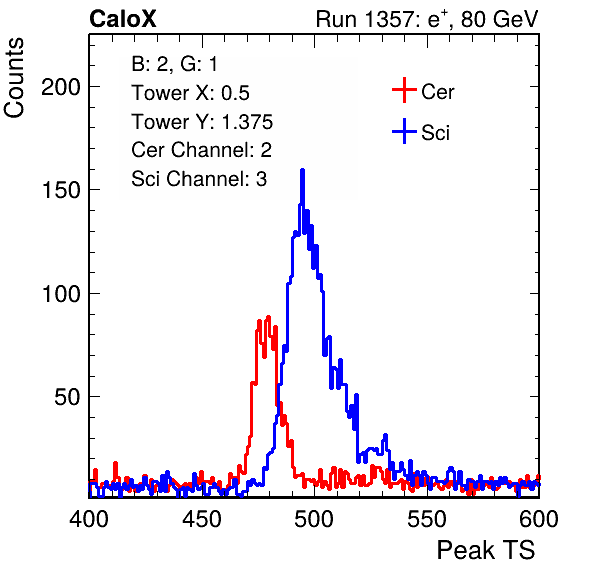 CaloX Run 1357: e⁺, 80 GeV
B: 2, G: 1
Tower X: 0.5
Tower Y: 1.375
Cer Channel: 2
Sci Channel: 3
Cer
Sci
Counts
200
150
100
50
400 450 500 550 600
Peak TS